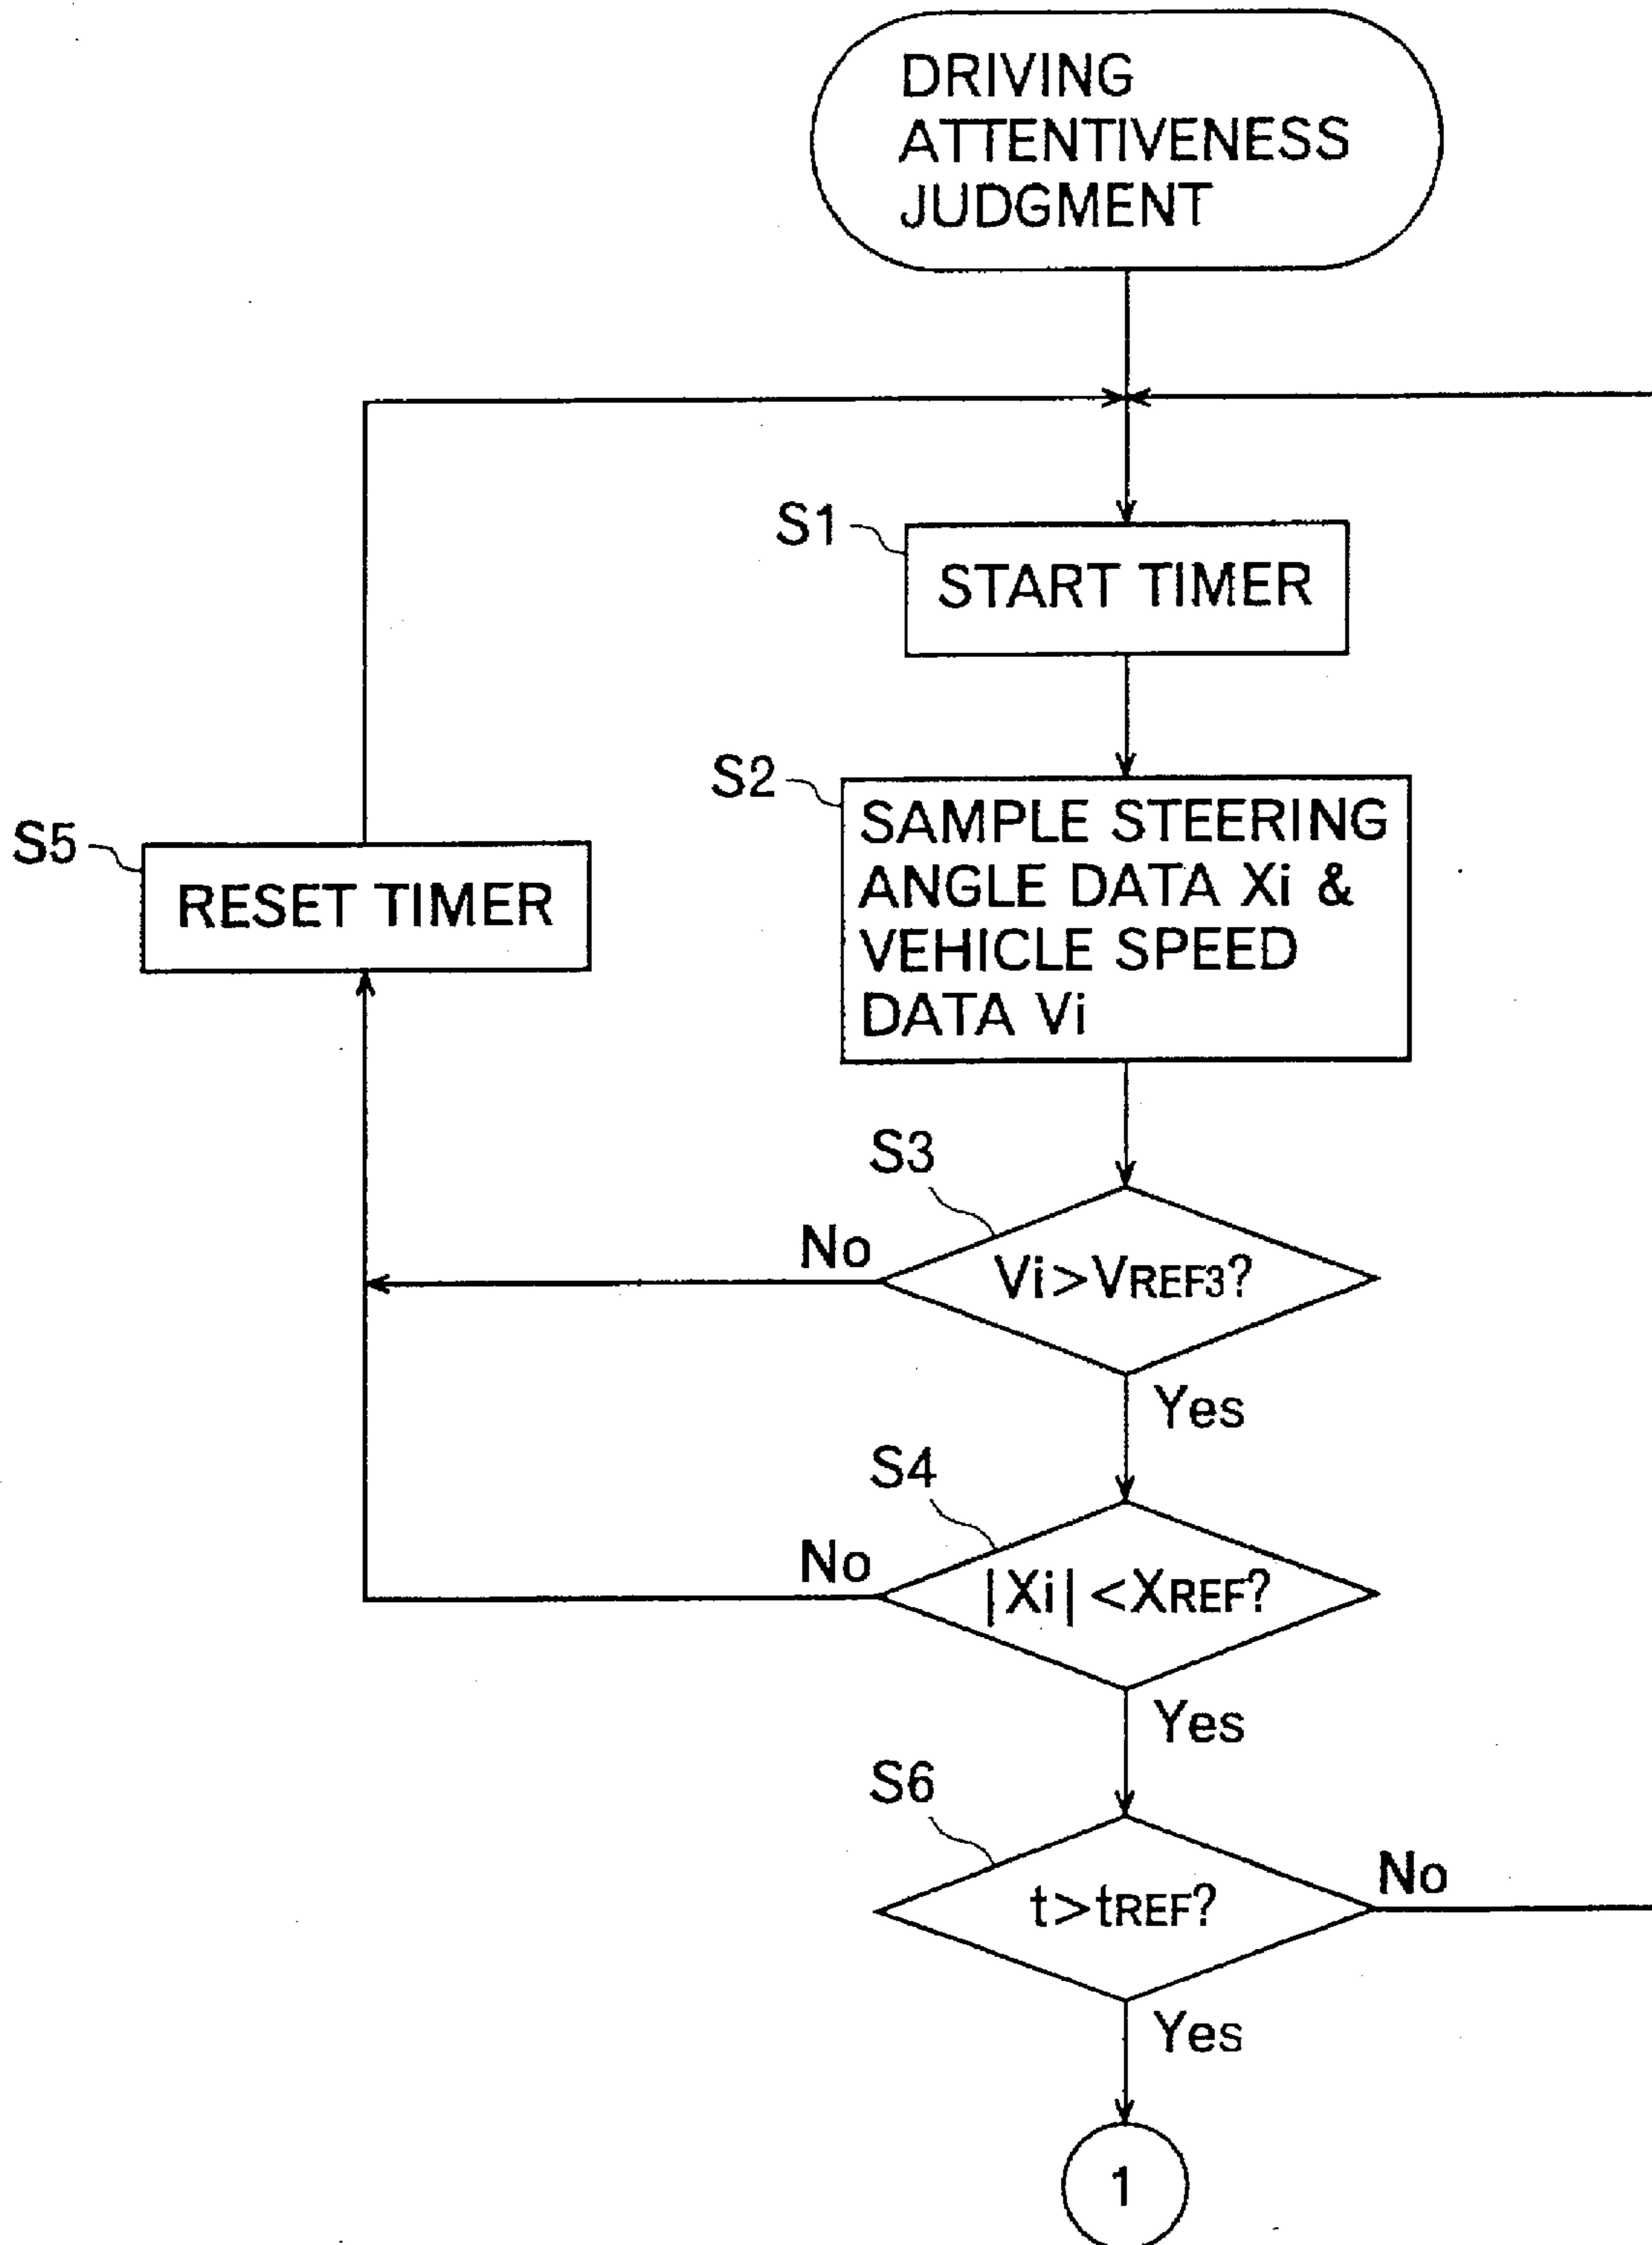 DRIVING
ATTENTIVENESS
JUDGMENT
S1
START TIMER
S2
SAMPLE STEERING
ANGLE DATA Xi &
VEHICLE SPEED
DATA Vi
S5
RESET TIMER
S3
No
Vi>VREF3?
Yes
S4
No
|Xi|<XREF?
Yes
S6
t>tREF?
No
Yes
1